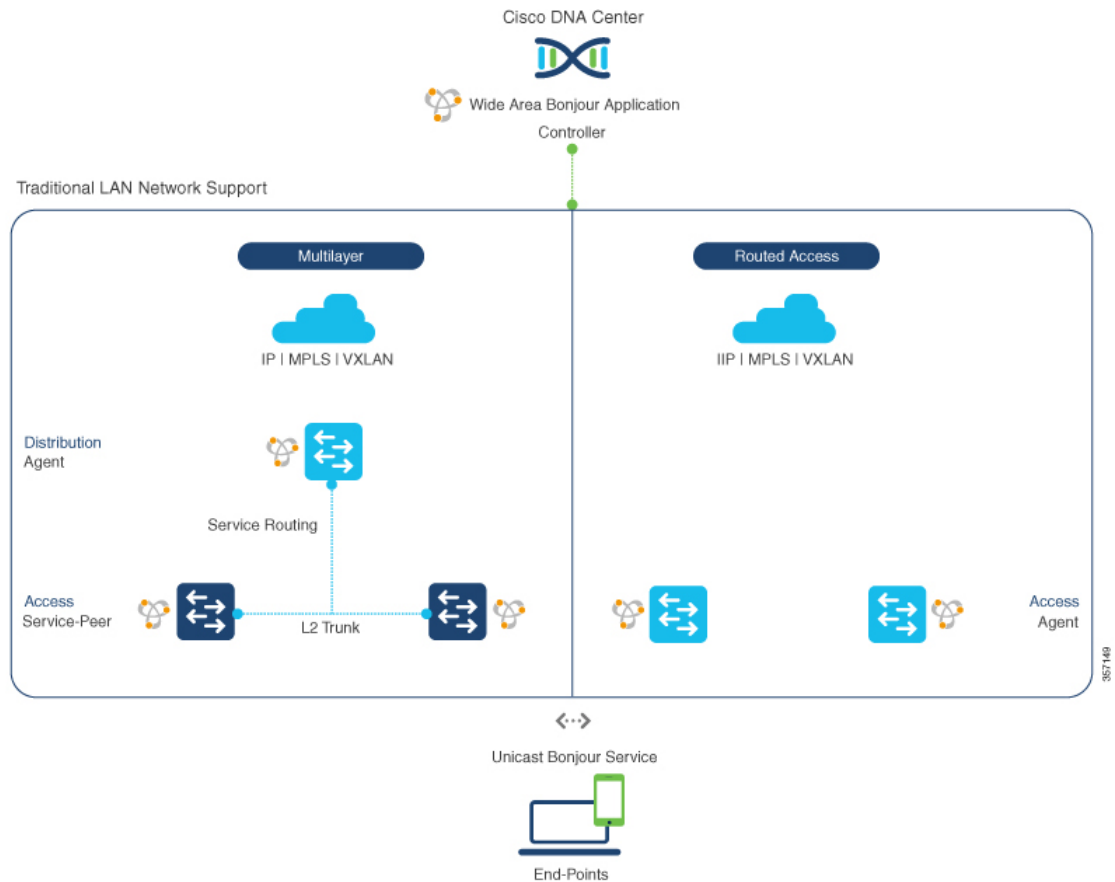 Cisco DNA Center
Wide Area Bonjour Application
Controller
Traditional LAN Network Support
Multilayer
Routed Access
IP | MPLS | VXLAN
IIP | MPLS | VXLAN
Distribution
Agent
Service Routing
Access
Service-Peer
L2 Trunk
Access
Agent
357149
Unicast Bonjour Service
End-Points